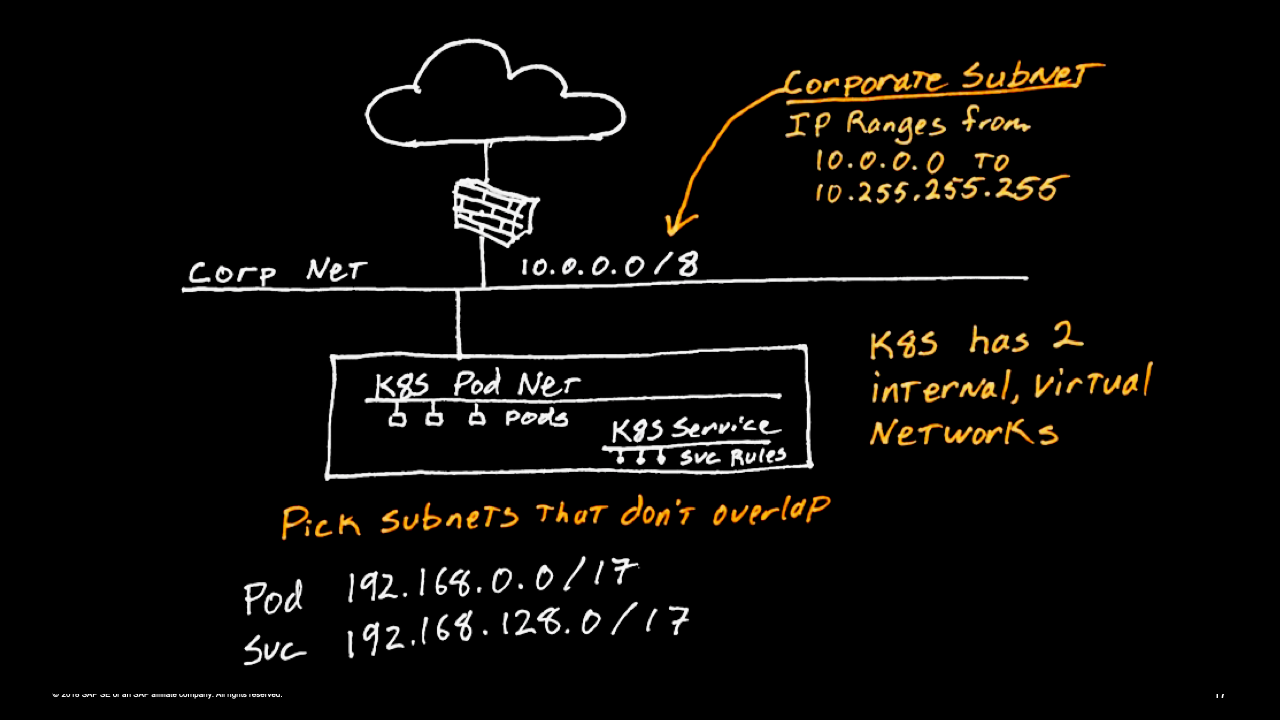 Corporate Subnet
IP Ranges from
10.0.0.0 to
10.255.255.255
Corp Net
10.0.0.0/8
K8S has 2
internal, virtual
Networks
K8S Pod Net
Pods
K8S Service
Svc Rules
Pick subnets that don't overlap
Pod 192.168.0.0/17
Svc 192.168.128.0/17
© 2018 SAP SE or an SAP affiliate company. All rights reserved.
17